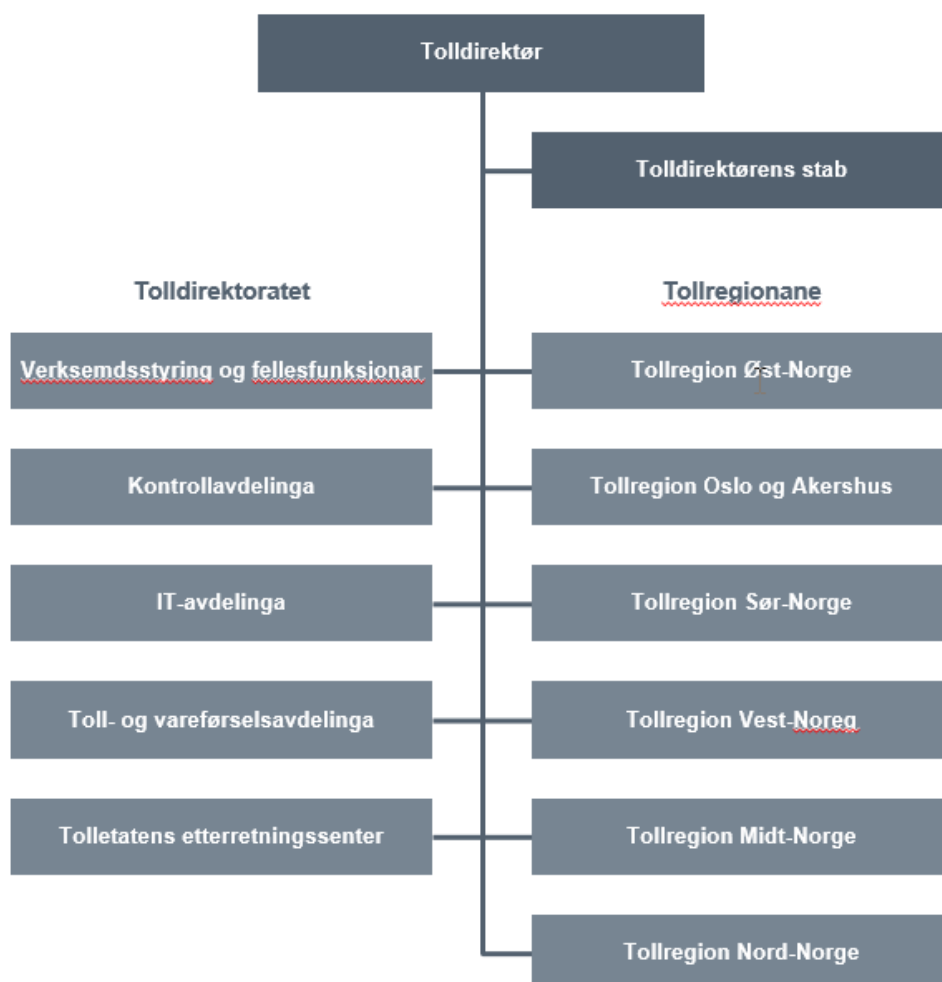 Tolldirektør
Tolldirektørens stab
Tolldirektoratet
Tollregionane
Verksemdsstyring og fellesfunksjonar
Tollregion Øst-Norge
Kontrollavdelinga
Tollregion Oslo og Akershus
IT-avdelinga
Tollregion Sør-Norge
Toll- og vareførselsavdelinga
Tollregion Vest-Noreg
Tolletatens etterretningssenter
Tollregion Midt-Norge
Tollregion Nord-Norge